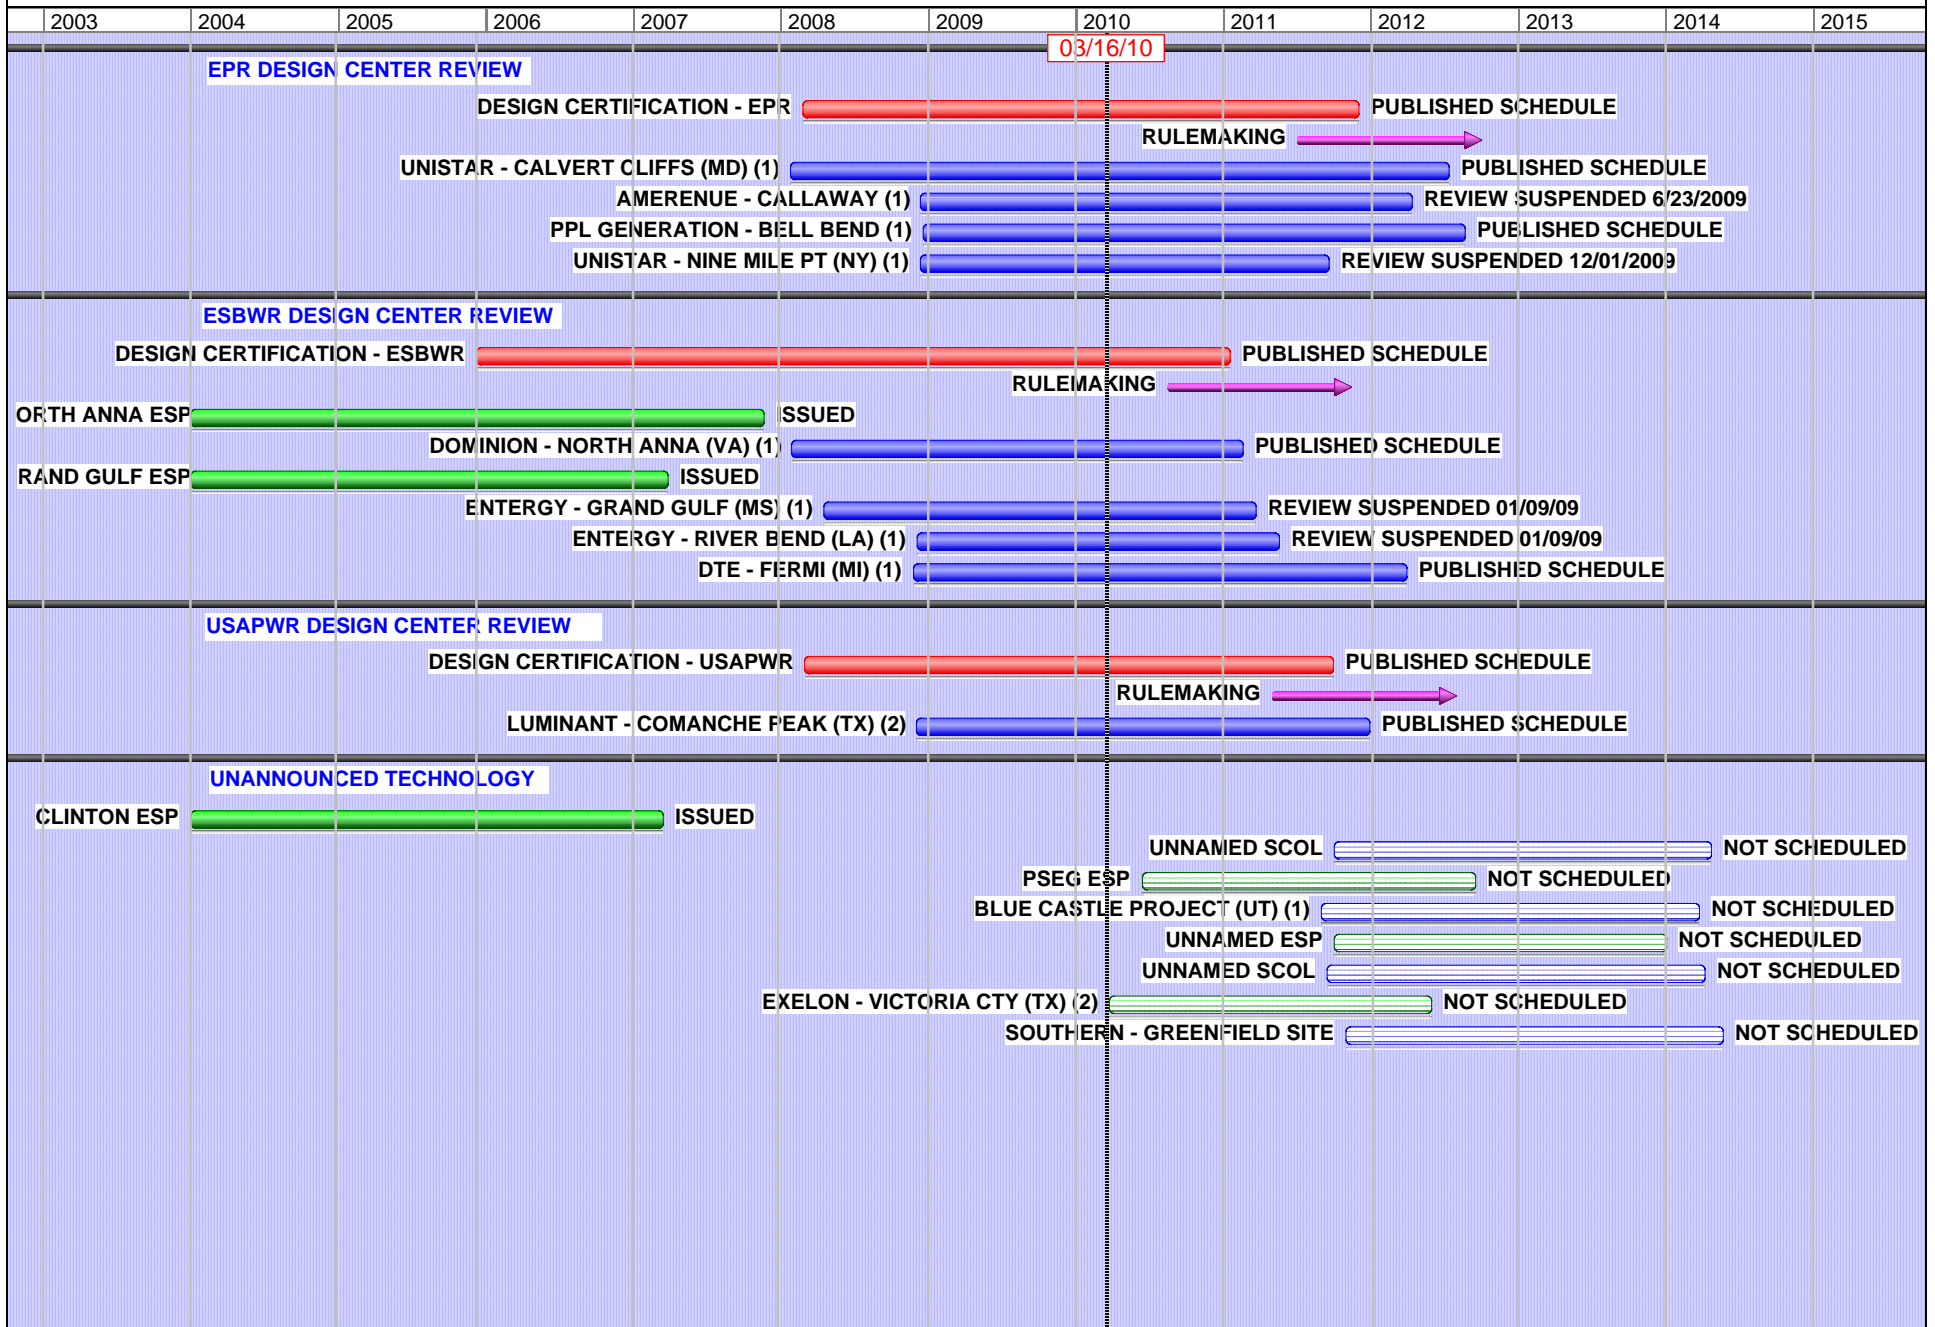 2003 2004 2005 2006 2007 2008 2009 2010 2011 2012 2013 2014 2015
03/16/10
EPR DESIGN CENTER REVIEW
DESIGN CERTIFICATION - EPR PUBLISHED SCHEDULE
RULEMAKING
UNISTAR - CALVERT CLIFFS (MD) (1) PUBLISHED SCHEDULE
AMERENUE - CALLAWAY (1) REVIEW SUSPENDED 6/23/2009
PPL GENERATION - BELL BEND (1) PUBLISHED SCHEDULE
UNISTAR - NINE MILE PT (NY) (1) REVIEW SUSPENDED 12/01/2009
ESBWR DESIGN CENTER REVIEW
DESIGN CERTIFICATION - ESBWR PUBLISHED SCHEDULE
RULEMAKING
ORTH ANNA ESP ISSUED
DOMINION - NORTH ANNA (VA) (1) PUBLISHED SCHEDULE
RAND GULF ESP ISSUED
ENTERGY - GRAND GULF (MS) (1) REVIEW SUSPENDED 01/09/09
ENTERGY - RIVER BEND (LA) (1) REVIEW SUSPENDED 01/09/09
DTE - FERMI (MI) (1) PUBLISHED SCHEDULE
USAPWR DESIGN CENTER REVIEW
DESIGN CERTIFICATION - USAPWR PUBLISHED SCHEDULE
RULEMAKING
LUMINANT - COMANCHE PEAK (TX) (2) PUBLISHED SCHEDULE
UNANNOUNCED TECHNOLOGY
CLINTON ESP ISSUED
UNNAMED SCOL NOT SCHEDULED
PSEG ESP NOT SCHEDULED
BLUE CASTLE PROJECT (UT) (1) NOT SCHEDULED
UNNAMED ESP NOT SCHEDULED
UNNAMED SCOL NOT SCHEDULED
EXELON - VICTORIA CTY (TX) (2) NOT SCHEDULED
SOUTHERN - GREENFIELD SITE NOT SCHEDULED